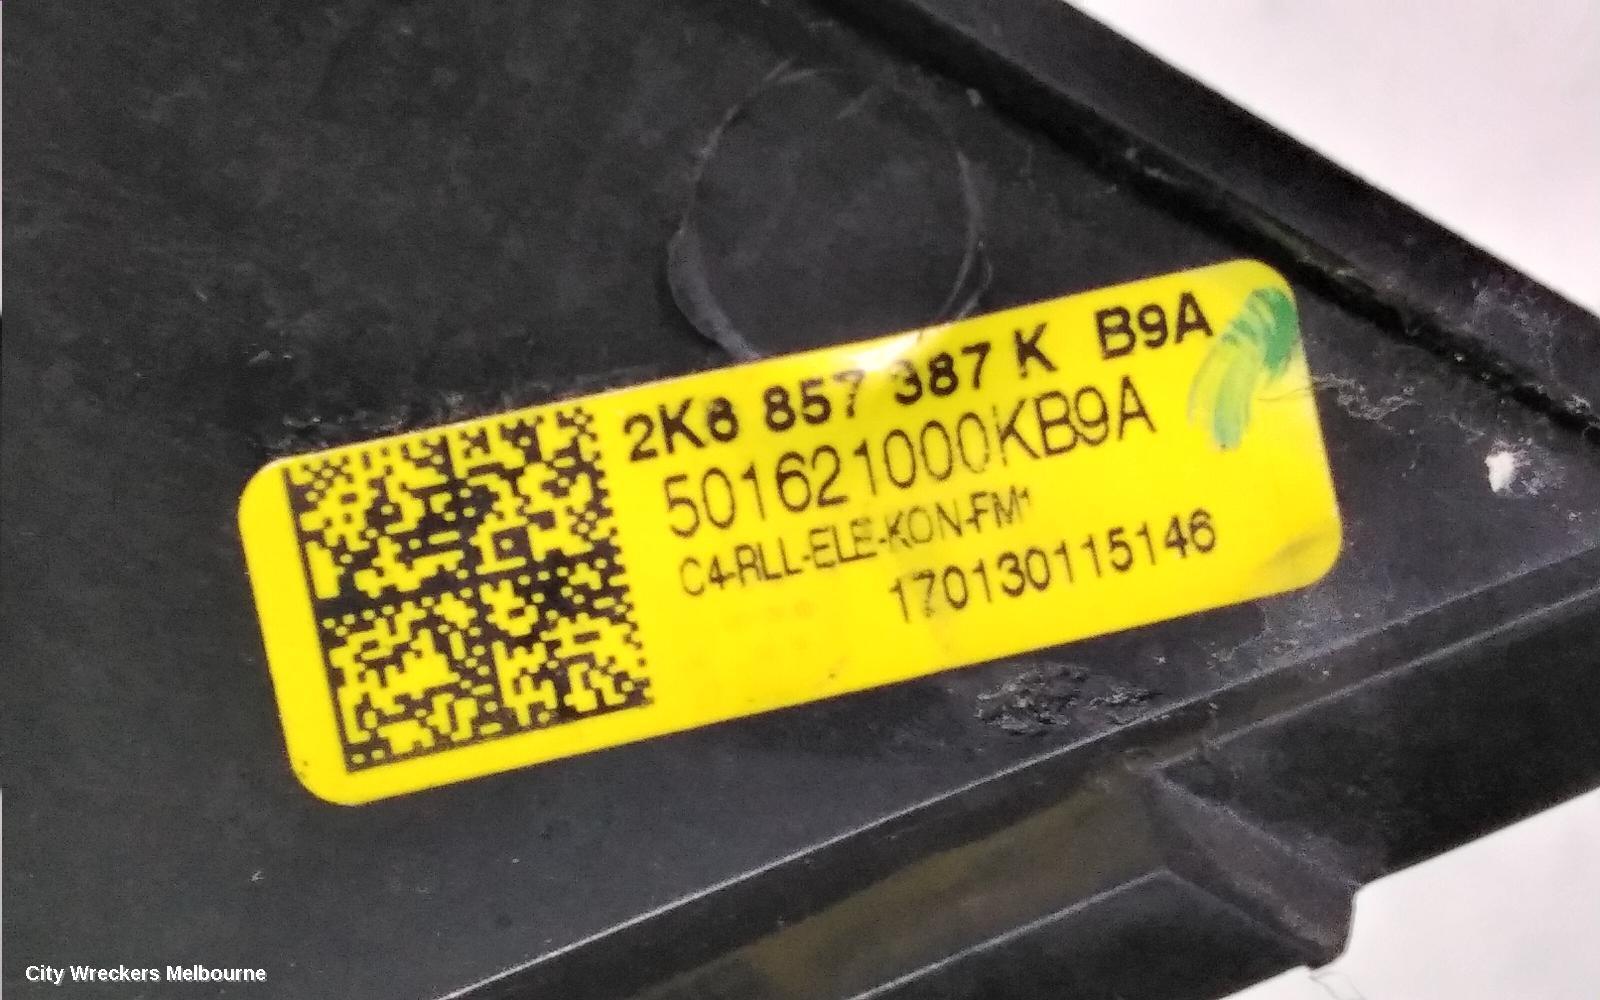 2K8 857 387 K B9A
501621000KB9A
C4-RLL-ELE-KON-FM1
170130115146
City Wreckers Melbourne